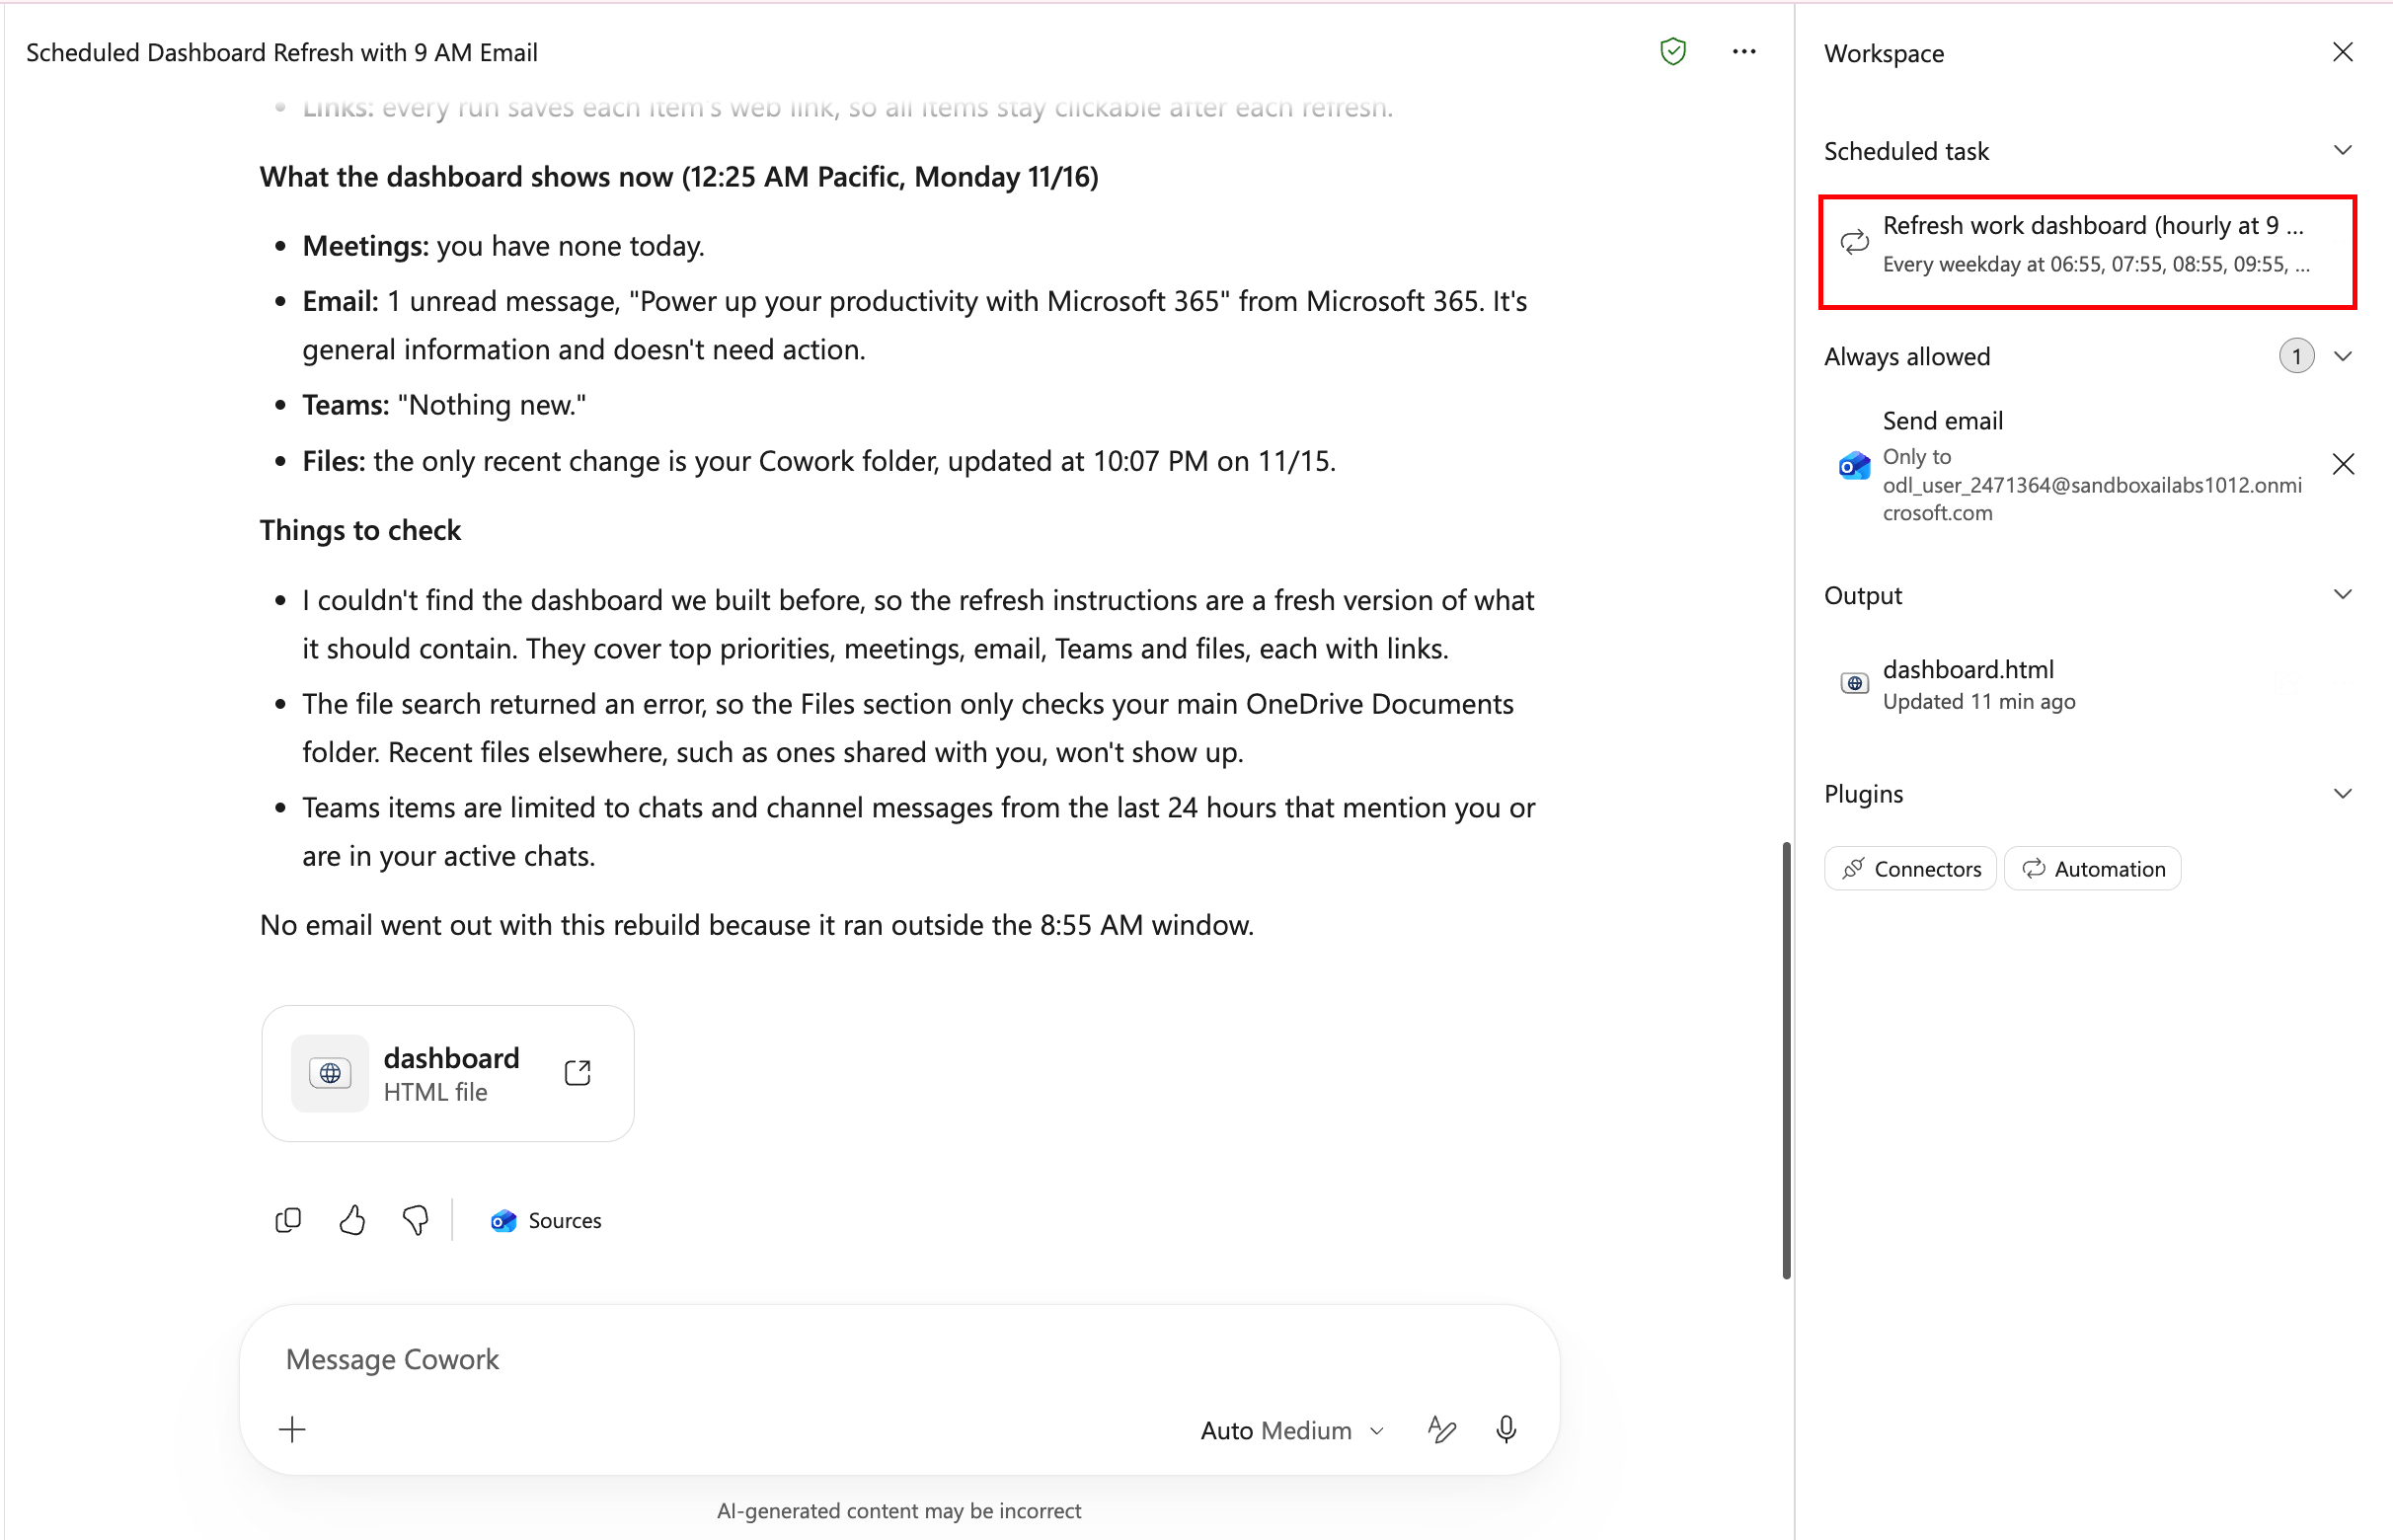 Scheduled Dashboard Refresh with 9 AM Email
• Links: every run saves each item's web link, so all items stay clickable after each refresh.
What the dashboard shows now (12:25 AM Pacific, Monday 11/16)
• Meetings: you have none today.
• Email: 1 unread message, "Power up your productivity with Microsoft 365" from Microsoft 365. It's
general information and doesn't need action.
• Teams: "Nothing new."
• Files: the only recent change is your Cowork folder, updated at 10:07 PM on 11/15.
Things to check
• I couldn't find the dashboard we built before, so the refresh instructions are a fresh version of what
it should contain. They cover top priorities, meetings, email, Teams and files, each with links.
• The file search returned an error, so the Files section only checks your main OneDrive Documents
folder. Recent files elsewhere, such as ones shared with you, won't show up.
• Teams items are limited to chats and channel messages from the last 24 hours that mention you or
are in your active chats.
No email went out with this rebuild because it ran outside the 8:55 AM window.
dashboard
HTML file
Sources
Message Cowork
Auto Medium
AI-generated content may be incorrect
Workspace
Scheduled task
Refresh work dashboard (hourly at 9 ...
Every weekday at 06:55, 07:55, 08:55, 09:55, ...
Always allowed 1
Send email
Only to
odl_user_2471364@sandboxailabs1012.onmi
crosoft.com
Output
dashboard.html
Updated 11 min ago
Plugins
Connectors
Automation